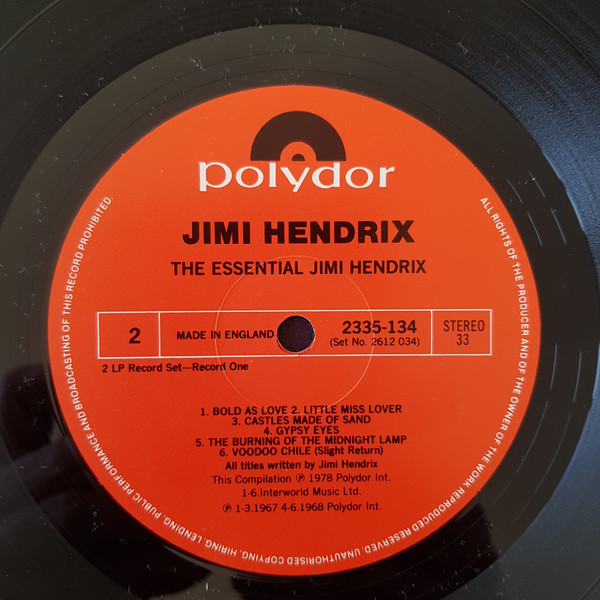 polydor
JIMI HENDRIX
THE ESSENTIAL JIMI HENDRIX
2
MADE IN ENGLAND
2335-134
(Set No. 2612 034)
STEREO
33
2 LP Record Set—Record One
1. BOLD AS LOVE 2. LITTLE MISS LOVER
3. CASTLES MADE OF SAND
4. GYPSY EYES
5. THE BURNING OF THE MIDNIGHT LAMP
6. VOODOO CHILE (Slight Return)
All titles written by Jimi Hendrix
This Compilation ℗ 1978 Polydor Int.
1-6.Interworld Music Ltd.
℗ 1-3.1967 4-6.1968 Polydor Int.
ALL RIGHTS OF THE PRODUCER AND OF THE OWNER OF THE WORK REPRODUCED RESERVED. UNAUTHORISED COPYING, HIRING, LENDING, PUBLIC PERFORMANCE AND BROADCASTING OF THIS RECORD PROHIBITED.